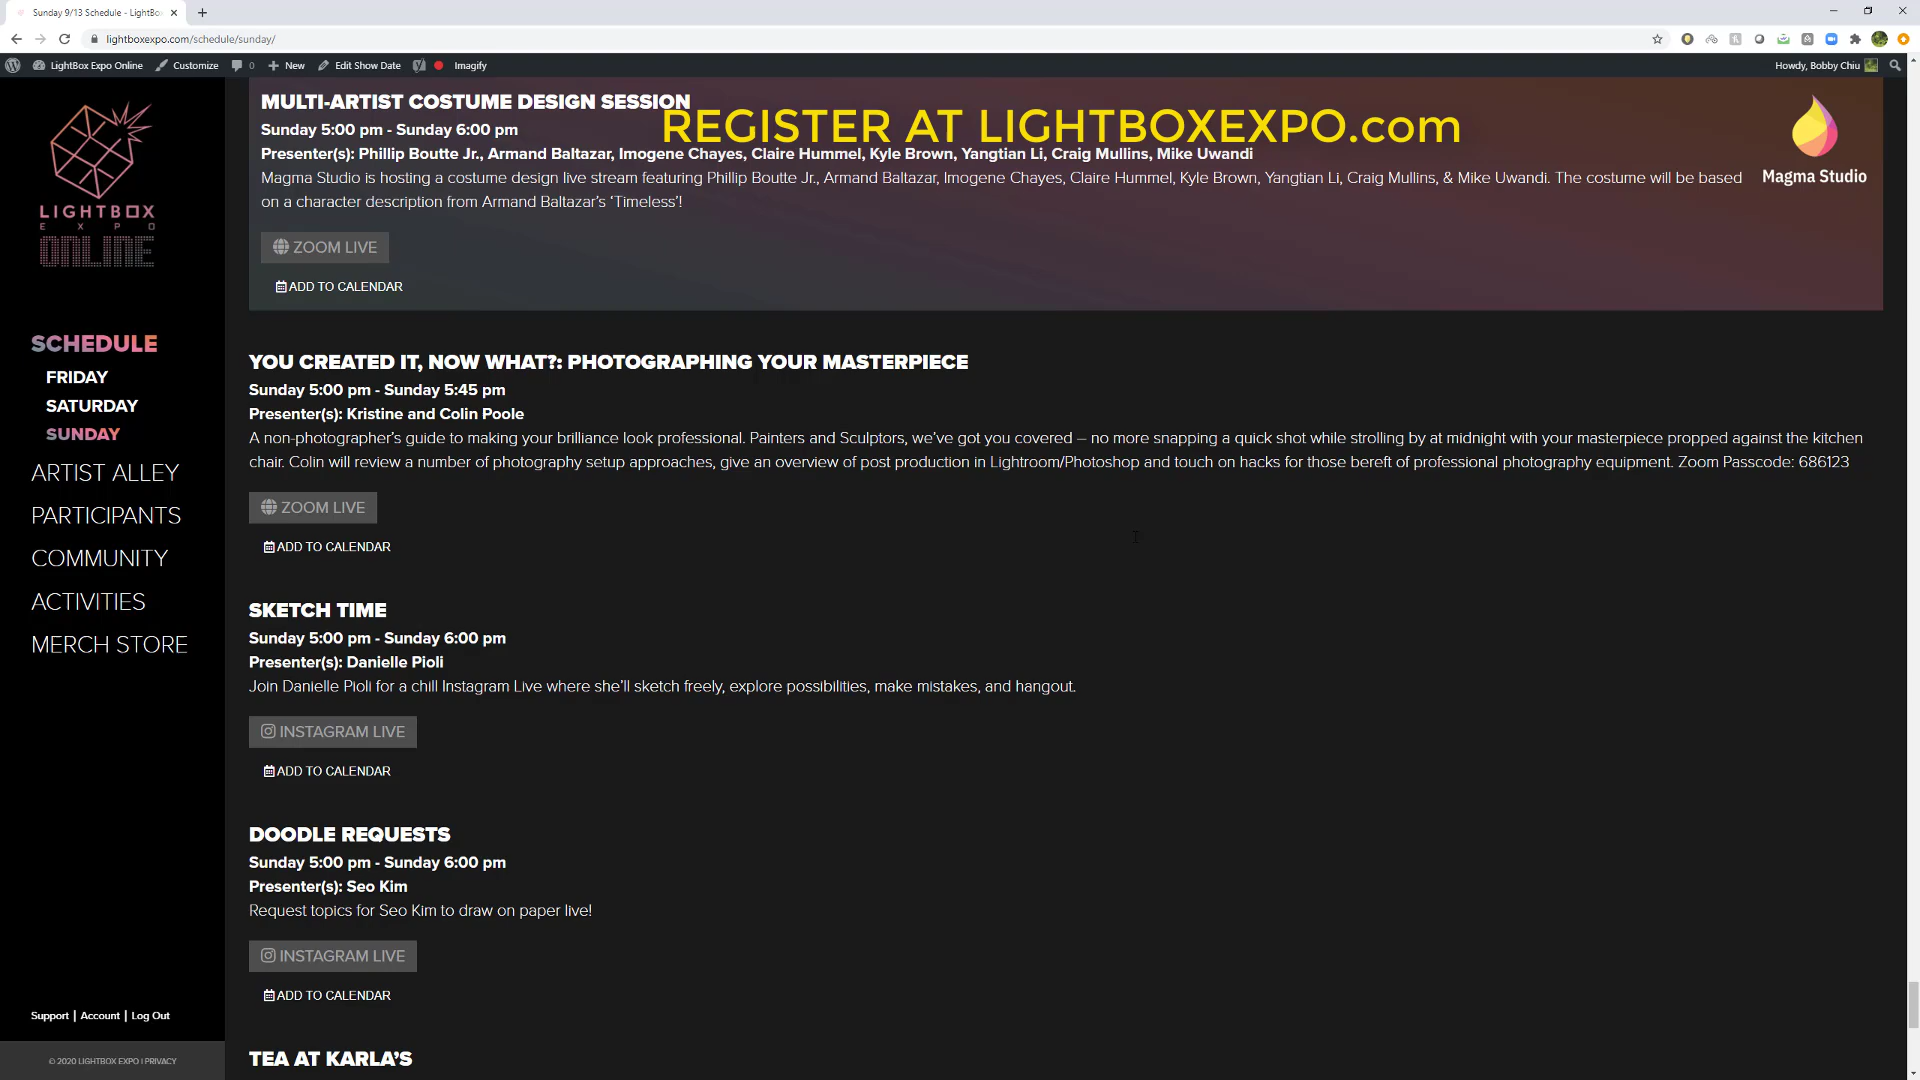 Sunday 9/13 Schedule - LightBo
lightboxexpo.com/schedule/sunday/
LightBox Expo Online Customize 0 New Edit Show Date Imagify Howdy, Bobby Chiu
LIGHTBOX
EXPO
ONLINE
SCHEDULE
FRIDAY
SATURDAY
SUNDAY
ARTIST ALLEY
PARTICIPANTS
COMMUNITY
ACTIVITIES
MERCH STORE
Support | Account | Log Out
© 2020 LIGHTBOX EXPO | PRIVACY
MULTI-ARTIST COSTUME DESIGN SESSION
REGISTER AT LIGHTBOXEXPO.com
Sunday 5:00 pm - Sunday 6:00 pm
Presenter(s): Phillip Boutte Jr., Armand Baltazar, Imogene Chayes, Claire Hummel, Kyle Brown, Yangtian Li, Craig Mullins, Mike Uwandi
Magma Studio
Magma Studio is hosting a costume design live stream featuring Phillip Boutte Jr., Armand Baltazar, Imogene Chayes, Claire Hummel, Kyle Brown, Yangtian Li, Craig Mullins, & Mike Uwandi. The costume will be based
on a character description from Armand Baltazar's 'Timeless'!
ZOOM LIVE
ADD TO CALENDAR
YOU CREATED IT, NOW WHAT?: PHOTOGRAPHING YOUR MASTERPIECE
Sunday 5:00 pm - Sunday 5:45 pm
Presenter(s): Kristine and Colin Poole
A non-photographer's guide to making your brilliance look professional. Painters and Sculptors, we've got you covered – no more snapping a quick shot while strolling by at midnight with your masterpiece propped against the kitchen
chair. Colin will review a number of photography setup approaches, give an overview of post production in Lightroom/Photoshop and touch on hacks for those bereft of professional photography equipment. Zoom Passcode: 686123
ZOOM LIVE
ADD TO CALENDAR
SKETCH TIME
Sunday 5:00 pm - Sunday 6:00 pm
Presenter(s): Danielle Pioli
Join Danielle Pioli for a chill Instagram Live where she'll sketch freely, explore possibilities, make mistakes, and hangout.
INSTAGRAM LIVE
ADD TO CALENDAR
DOODLE REQUESTS
Sunday 5:00 pm - Sunday 6:00 pm
Presenter(s): Seo Kim
Request topics for Seo Kim to draw on paper live!
INSTAGRAM LIVE
ADD TO CALENDAR
TEA AT KARLA'S